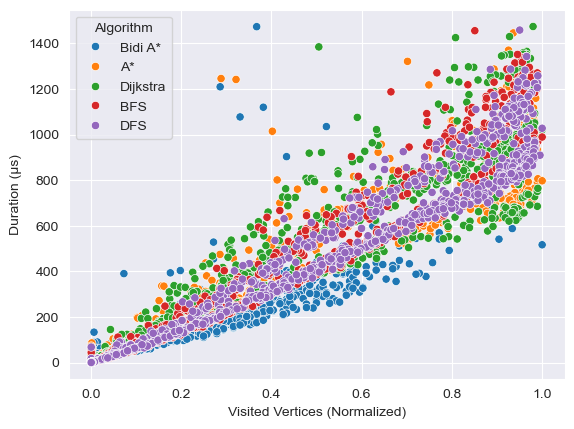 Algorithm
Bidi A*
A*
Dijkstra
BFS
DFS
1400
1200
1000
800
600
400
200
0
Duration (µs)
0.0 0.2 0.4 0.6 0.8 1.0
Visited Vertices (Normalized)